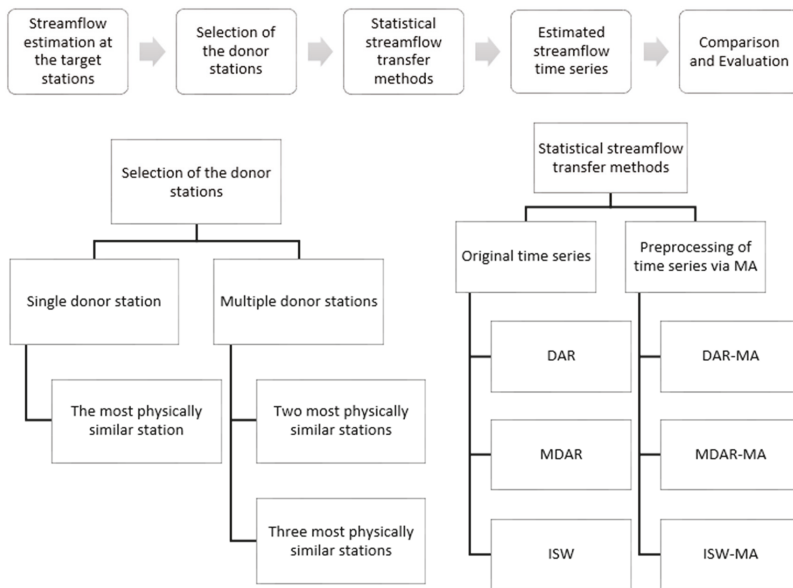 Streamflow
estimation at
the target
stations
Selection of
the donor
stations
Statistical
streamflow
transfer
methods
Estimated
streamflow
time series
Comparison
and Evaluation
Selection of the donor
stations
Single donor station
Multiple donor stations
The most physically
similar station
Two most physically
similar stations
Three most physically
similar stations
Statistical streamflow
transfer methods
Original time series
Preprocessing of
time series via MA
DAR
DAR-MA
MDAR
MDAR-MA
ISW
ISW-MA